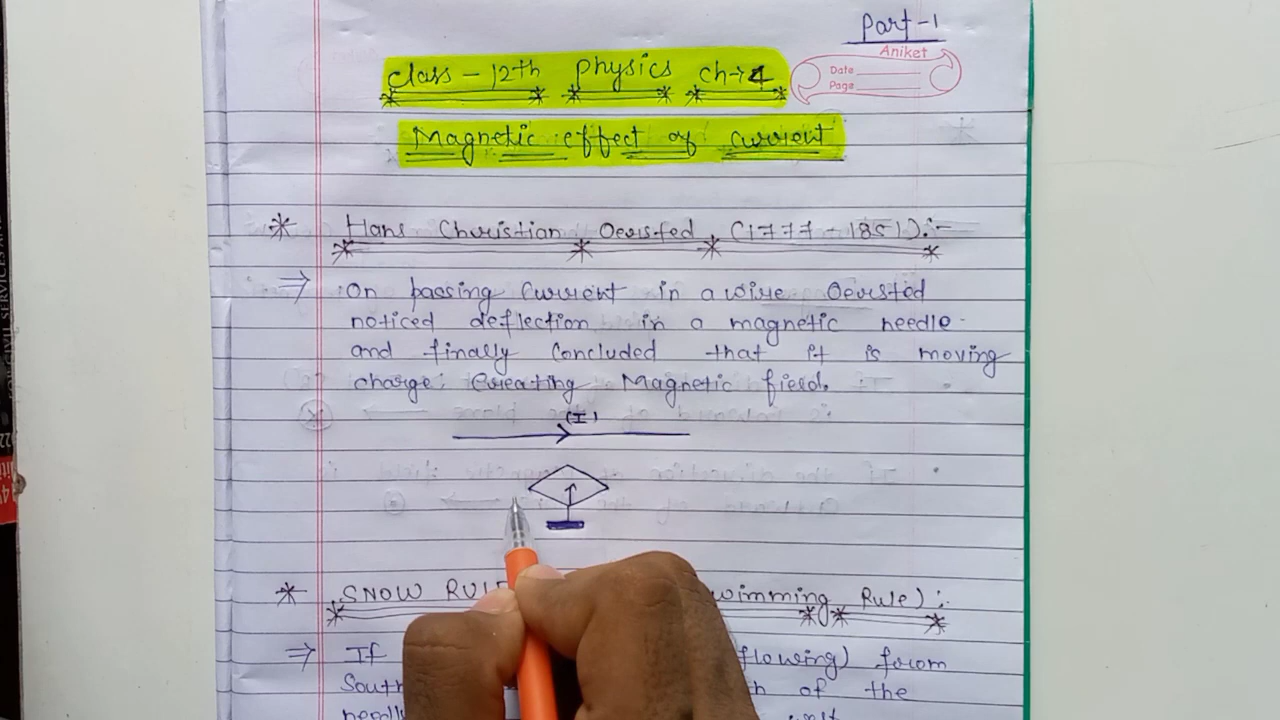 Part-1
Aniket
Date
Page
Class - 12th Physics Ch→4
Magnetic effect of current
* Hans Christian Oersted (1777 - 1851):-
⇒ On passing current in a wire Oersted
noticed deflection in a magnetic needle
and finally concluded that it is moving
charge creating Magnetic field.
(I)
* SNOW RUL wimming Rule):
⇒ If flowing) from
South of the